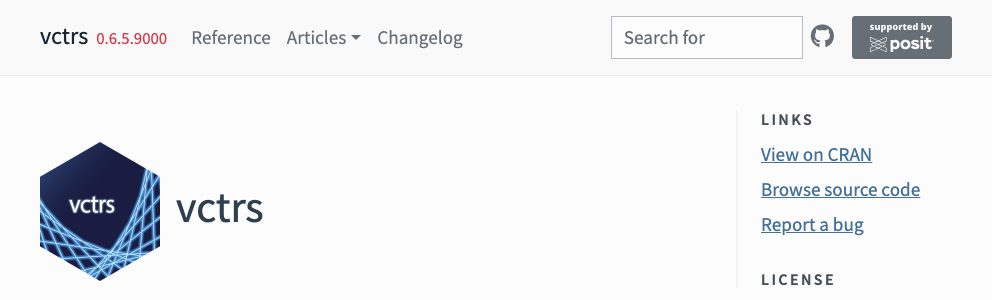 vctrs 0.6.5.9000 Reference Articles Changelog Search for supported by posit
LINKS
View on CRAN
Browse source code
Report a bug
vctrs
vctrs
LICENSE